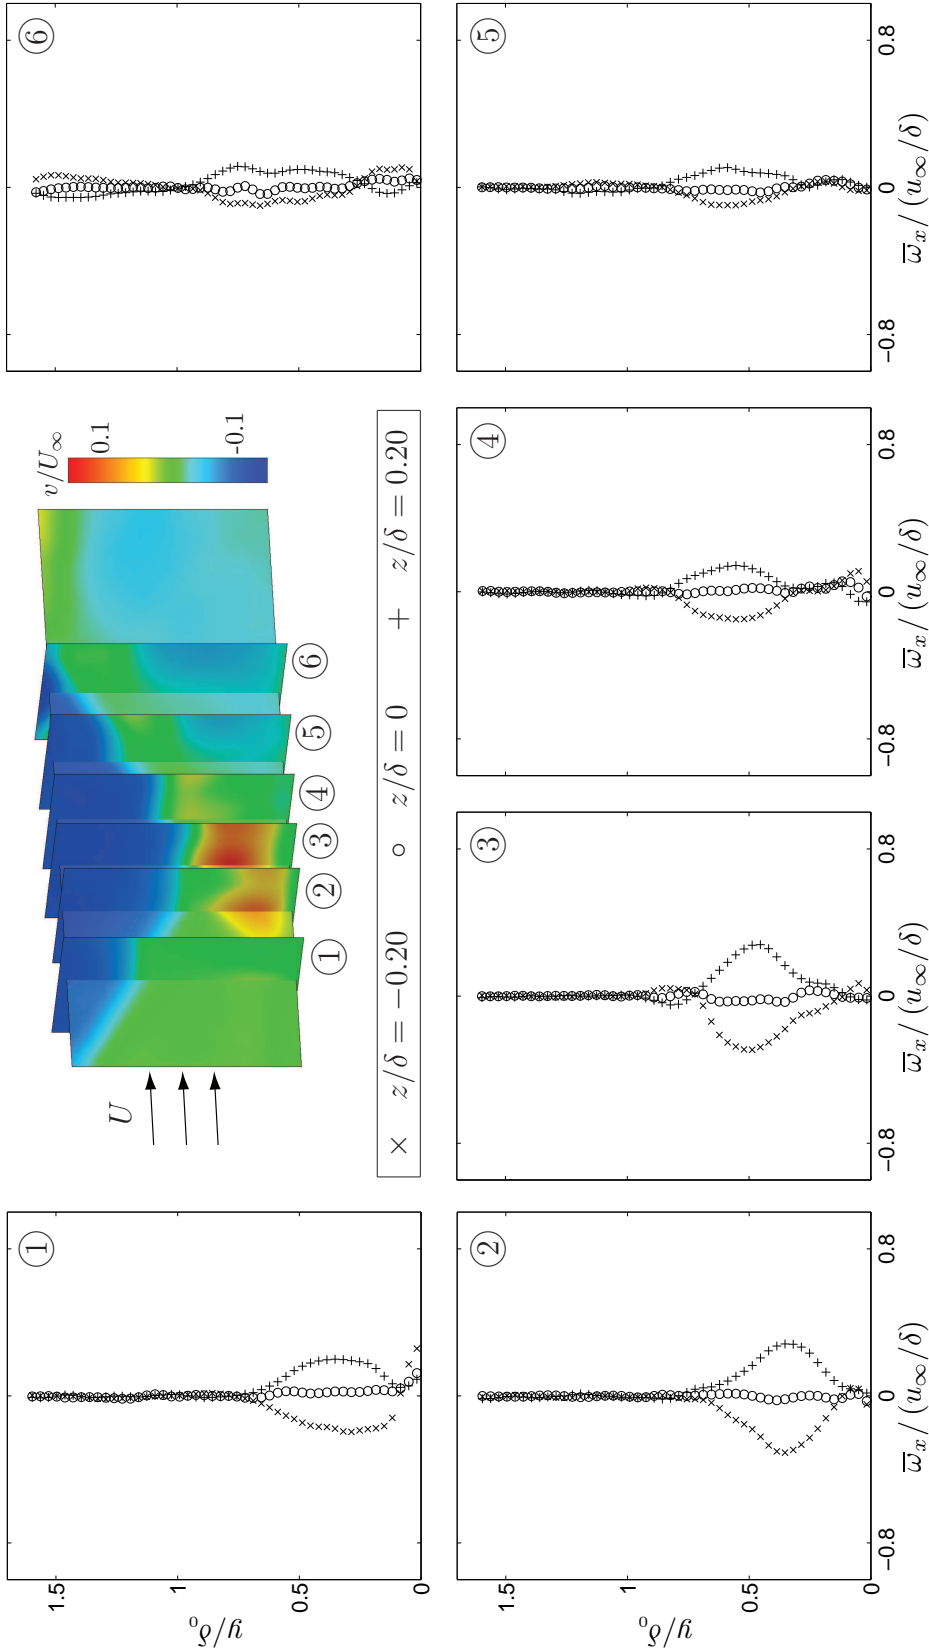 ①
1.5
1
0.5
0
y/δ₀
U
① ② ③ ④ ⑤ ⑥
v/U∞
0.1
-0.1
× z/δ = −0.20 ○ z/δ = 0 + z/δ = 0.20
⑥
②
1.5
1
0.5
0
y/δ₀
−0.8 0 0.8
ω̅ₓ/ (u∞/δ)
③
−0.8 0 0.8
ω̅ₓ/ (u∞/δ)
④
−0.8 0 0.8
ω̅ₓ/ (u∞/δ)
⑤
−0.8 0 0.8
ω̅ₓ/ (u∞/δ)